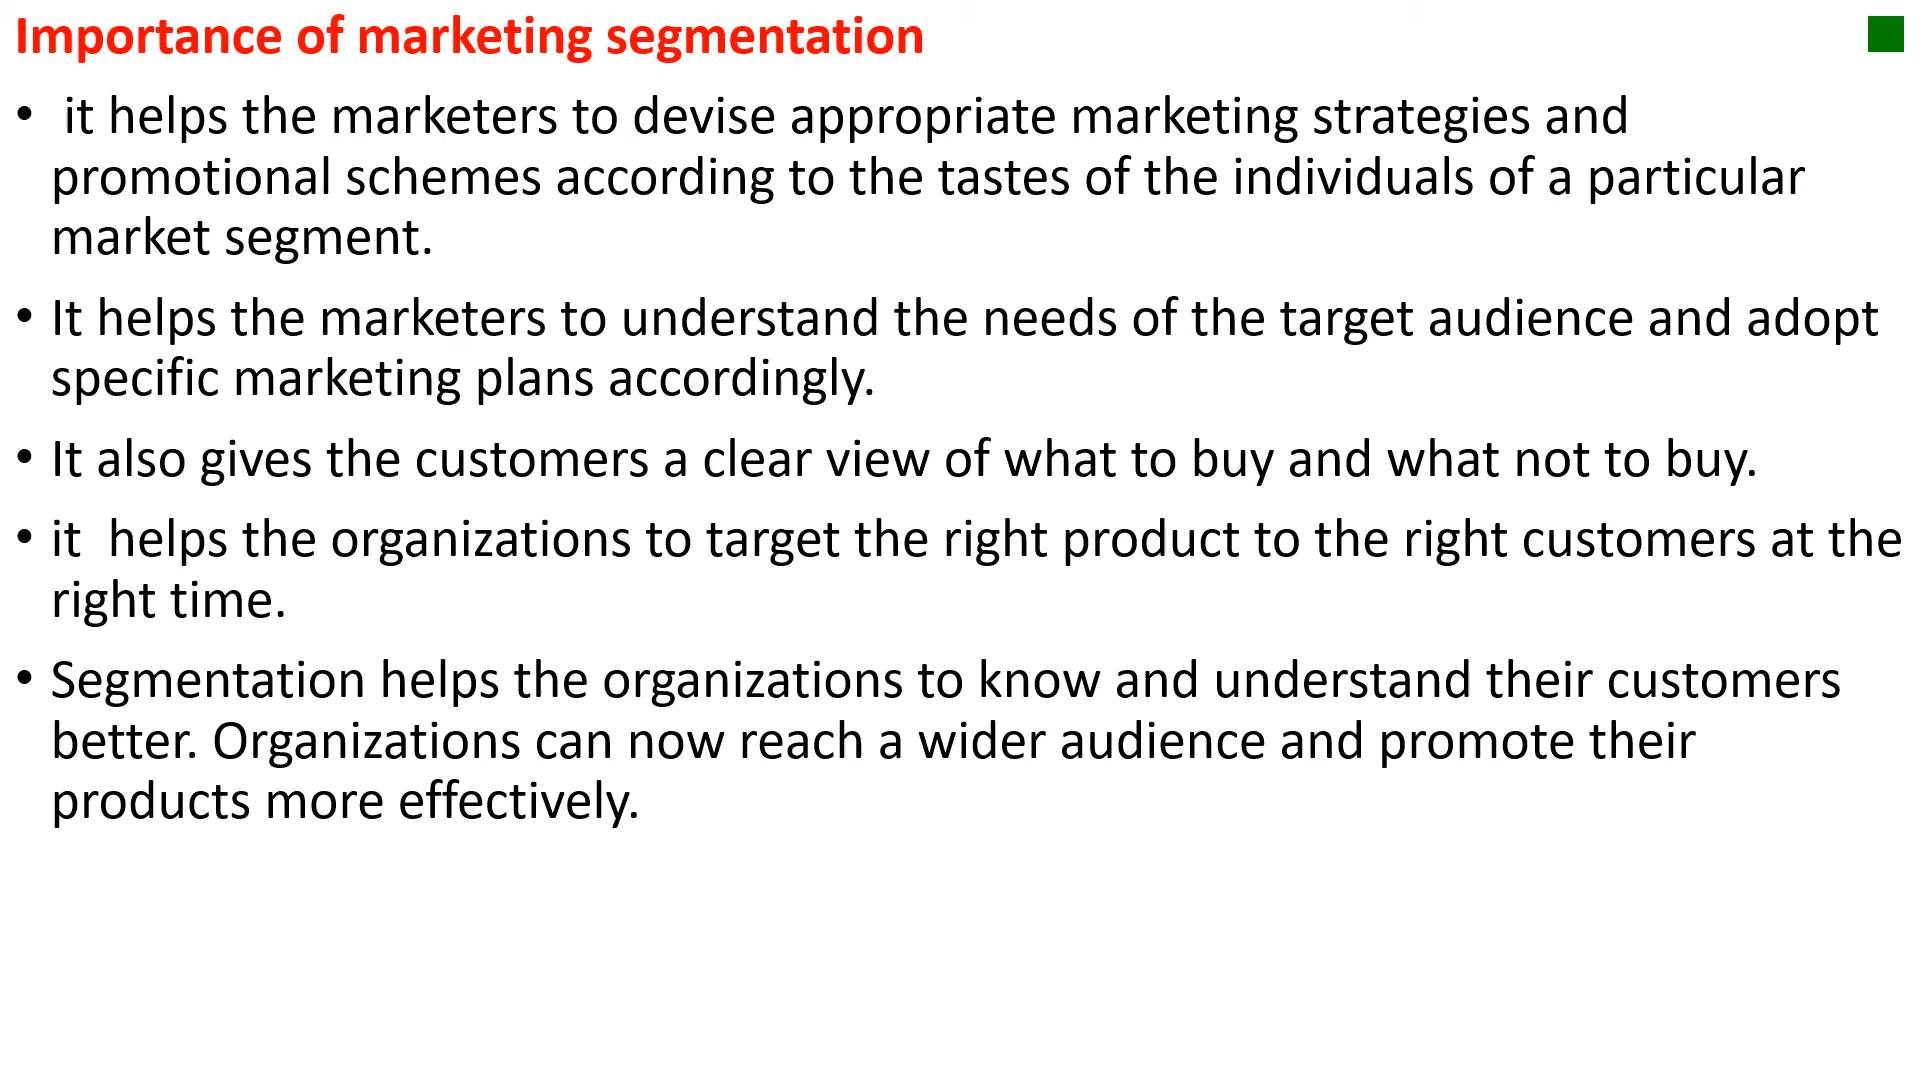 Importance of marketing segmentation
• it helps the marketers to devise appropriate marketing strategies and
promotional schemes according to the tastes of the individuals of a particular
market segment.
• It helps the marketers to understand the needs of the target audience and adopt
specific marketing plans accordingly.
• It also gives the customers a clear view of what to buy and what not to buy.
• it  helps the organizations to target the right product to the right customers at the
right time.
• Segmentation helps the organizations to know and understand their customers
better. Organizations can now reach a wider audience and promote their
products more effectively.